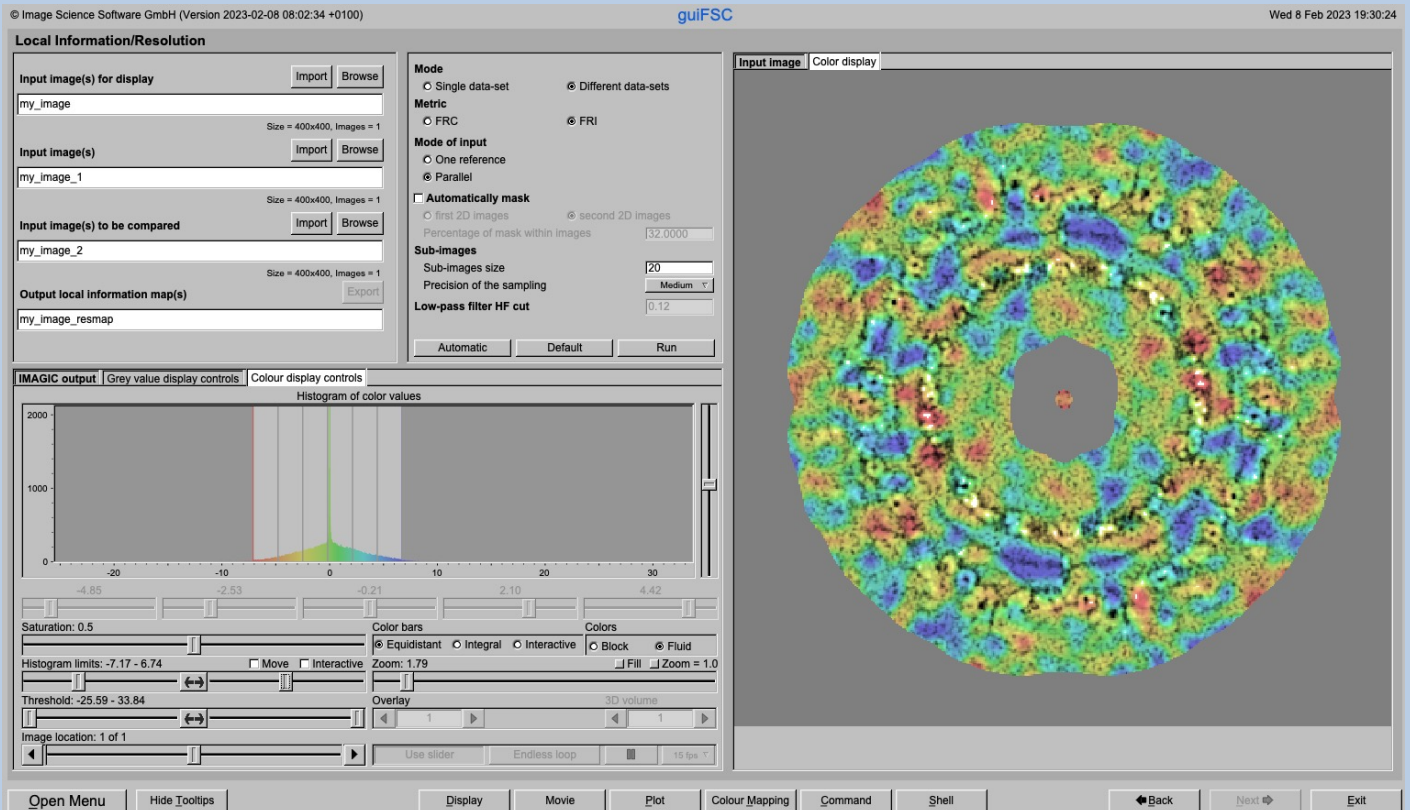 © Image Science Software GmbH (Version 2023-02-08 08:02:34 +0100)
guiFSC
Wed 8 Feb 2023 19:30:24
Local Information/Resolution
Input image(s) for display
Import
Browse
my_image
Size = 400x400, Images = 1
Input image(s)
Import
Browse
my_image_1
Size = 400x400, Images = 1
Input image(s) to be compared
Import
Browse
my_image_2
Size = 400x400, Images = 1
Output local information map(s)
Export
my_image_resmap
Mode
Single data-set
Different data-sets
Metric
FRC
FRI
Mode of input
One reference
Parallel
Automatically mask
first 2D images
second 2D images
Percentage of mask within images
32.0000
Sub-images
Sub-images size
20
Precision of the sampling
Medium
Low-pass filter HF cut
0.12
Automatic
Default
Run
Input image
Color display
IMAGIC output
Grey value display controls
Colour display controls
Histogram of color values
2000
1000
0
-20
-10
0
10
20
30
-4.85
-2.53
-0.21
2.10
4.42
Saturation: 0.5
Color bars
Colors
Equidistant
Integral
Interactive
Block
Fluid
Histogram limits: -7.17 - 6.74
Move
Interactive
Zoom: 1.79
Fill
Zoom = 1.0
Threshold: -25.59 - 33.84
Overlay
3D volume
1
1
Image location: 1 of 1
Use slider
Endless loop
15 fps
Open Menu
Hide Tooltips
Display
Movie
Plot
Colour Mapping
Command
Shell
Back
Next
Exit